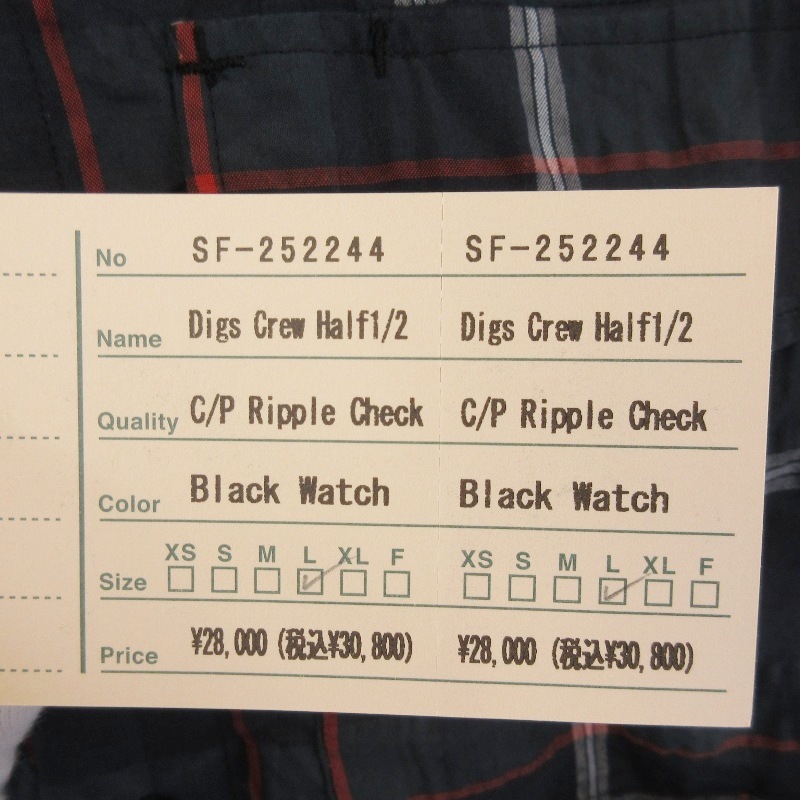 No SF-252244 SF-252244
Name Digs Crew Half1/2 Digs Crew Half1/2
Quality C/P Ripple Check C/P Ripple Check
Color Black Watch Black Watch
XS S M L XL F XS S M L XL F
Size
Price ¥28,000 (税込¥30,800) ¥28,000 (税込¥30,800)